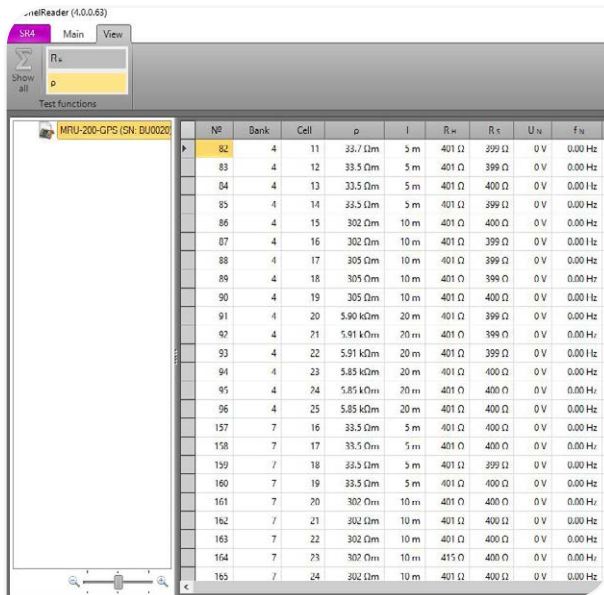 nelReader (4.0.0.63)
SR4 Main View
Show all
R E
ρ
Test functions
MRU-200-GPS (SN: BU0020
№ Bank Cell ρ l R H R S U N f N
82 4 11 33.7 Ωm 5 m 401 Ω 399 Ω 0 V 0.00 Hz
83 4 12 33.5 Ωm 5 m 401 Ω 399 Ω 0 V 0.00 Hz
84 4 13 33.5 Ωm 5 m 401 Ω 400 Ω 0 V 0.00 Hz
85 4 14 33.5 Ωm 5 m 401 Ω 399 Ω 0 V 0.00 Hz
86 4 15 302 Ωm 10 m 401 Ω 400 Ω 0 V 0.00 Hz
87 4 16 302 Ωm 10 m 401 Ω 399 Ω 0 V 0.00 Hz
88 4 17 305 Ωm 10 m 401 Ω 399 Ω 0 V 0.00 Hz
89 4 18 305 Ωm 10 m 401 Ω 399 Ω 0 V 0.00 Hz
90 4 19 305 Ωm 10 m 401 Ω 400 Ω 0 V 0.00 Hz
91 4 20 5.90 kΩm 20 m 401 Ω 399 Ω 0 V 0.00 Hz
92 4 21 5.91 kΩm 20 m 401 Ω 399 Ω 0 V 0.00 Hz
93 4 22 5.91 kΩm 20 m 401 Ω 399 Ω 0 V 0.00 Hz
94 4 23 5.85 kΩm 20 m 401 Ω 400 Ω 0 V 0.00 Hz
95 4 24 5.85 kΩm 20 m 401 Ω 400 Ω 0 V 0.00 Hz
96 4 25 5.85 kΩm 20 m 401 Ω 400 Ω 0 V 0.00 Hz
157 7 16 33.5 Ωm 5 m 401 Ω 400 Ω 0 V 0.00 Hz
158 7 17 33.5 Ωm 5 m 401 Ω 400 Ω 0 V 0.00 Hz
159 7 18 33.5 Ωm 5 m 401 Ω 399 Ω 0 V 0.00 Hz
160 7 19 33.5 Ωm 5 m 401 Ω 400 Ω 0 V 0.00 Hz
161 7 20 302 Ωm 10 m 401 Ω 400 Ω 0 V 0.00 Hz
162 7 21 302 Ωm 10 m 401 Ω 400 Ω 0 V 0.00 Hz
163 7 22 302 Ωm 10 m 401 Ω 400 Ω 0 V 0.00 Hz
164 7 23 302 Ωm 10 m 415 Ω 400 Ω 0 V 0.00 Hz
165 7 24 302 Ωm 10 m 401 Ω 400 Ω 0 V 0.00 Hz